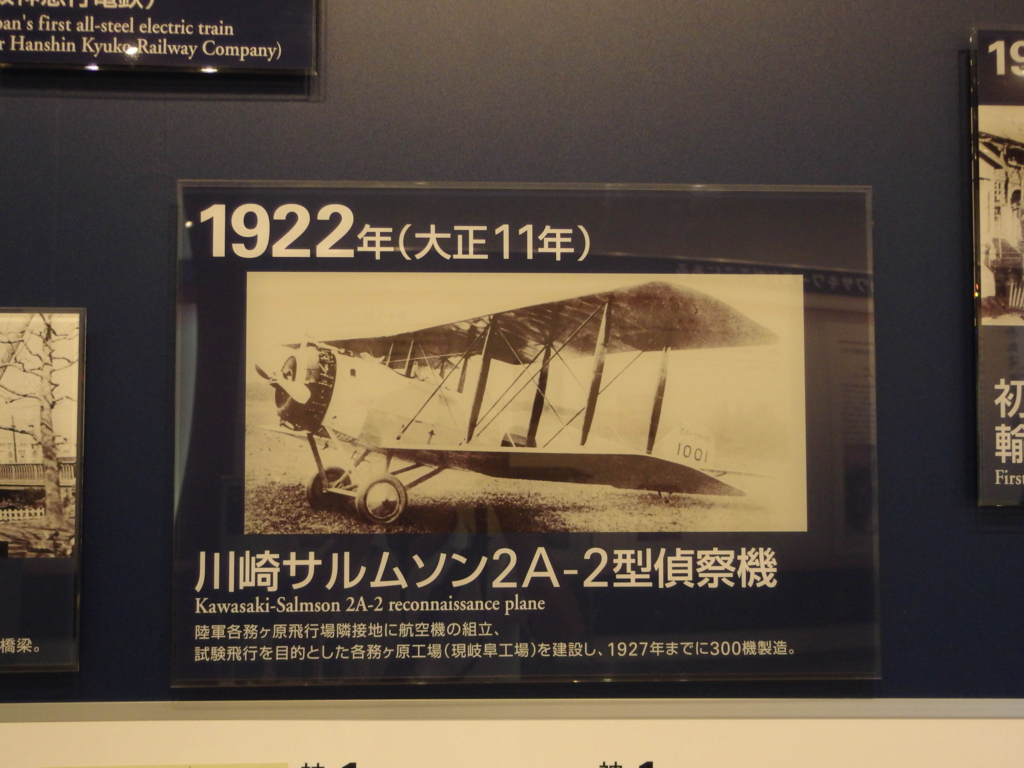 an's first all-steel electric train
r Hanshin Kyuko Railway Company)
1922年(大正11年)
1001
川崎サルムソン2A-2型偵察機
Kawasaki-Salmson 2A-2 reconnaissance plane
陸軍各務ヶ原飛行場隣接地に航空機の組立、
試験飛行を目的とした各務ヶ原工場(現岐阜工場)を建設し、1927年までに300機製造。
橋梁。
19
初
輪
First